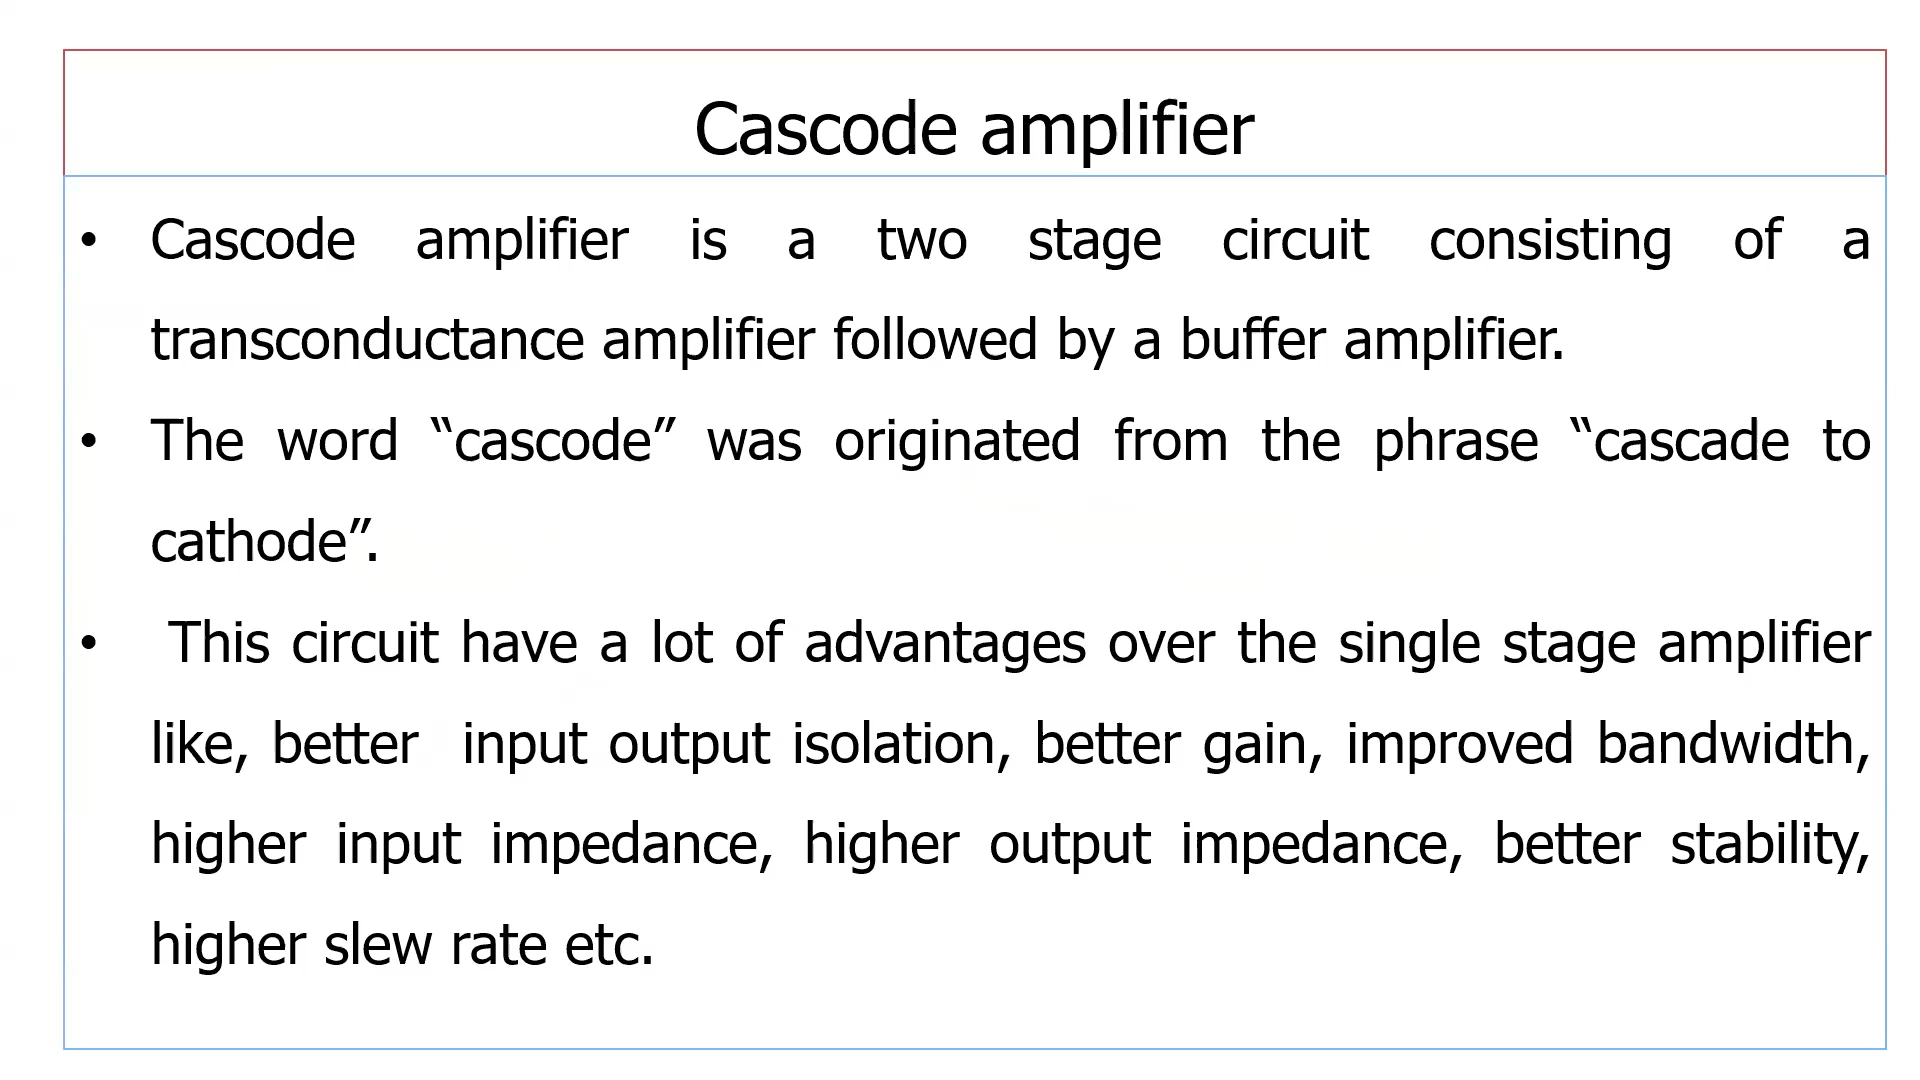 Cascode amplifier
• Cascode amplifier is a two stage circuit consisting of a
transconductance amplifier followed by a buffer amplifier.
• The word “cascode” was originated from the phrase “cascade to
cathode”.
• This circuit have a lot of advantages over the single stage amplifier
like, better input output isolation, better gain, improved bandwidth,
higher input impedance, higher output impedance, better stability,
higher slew rate etc.